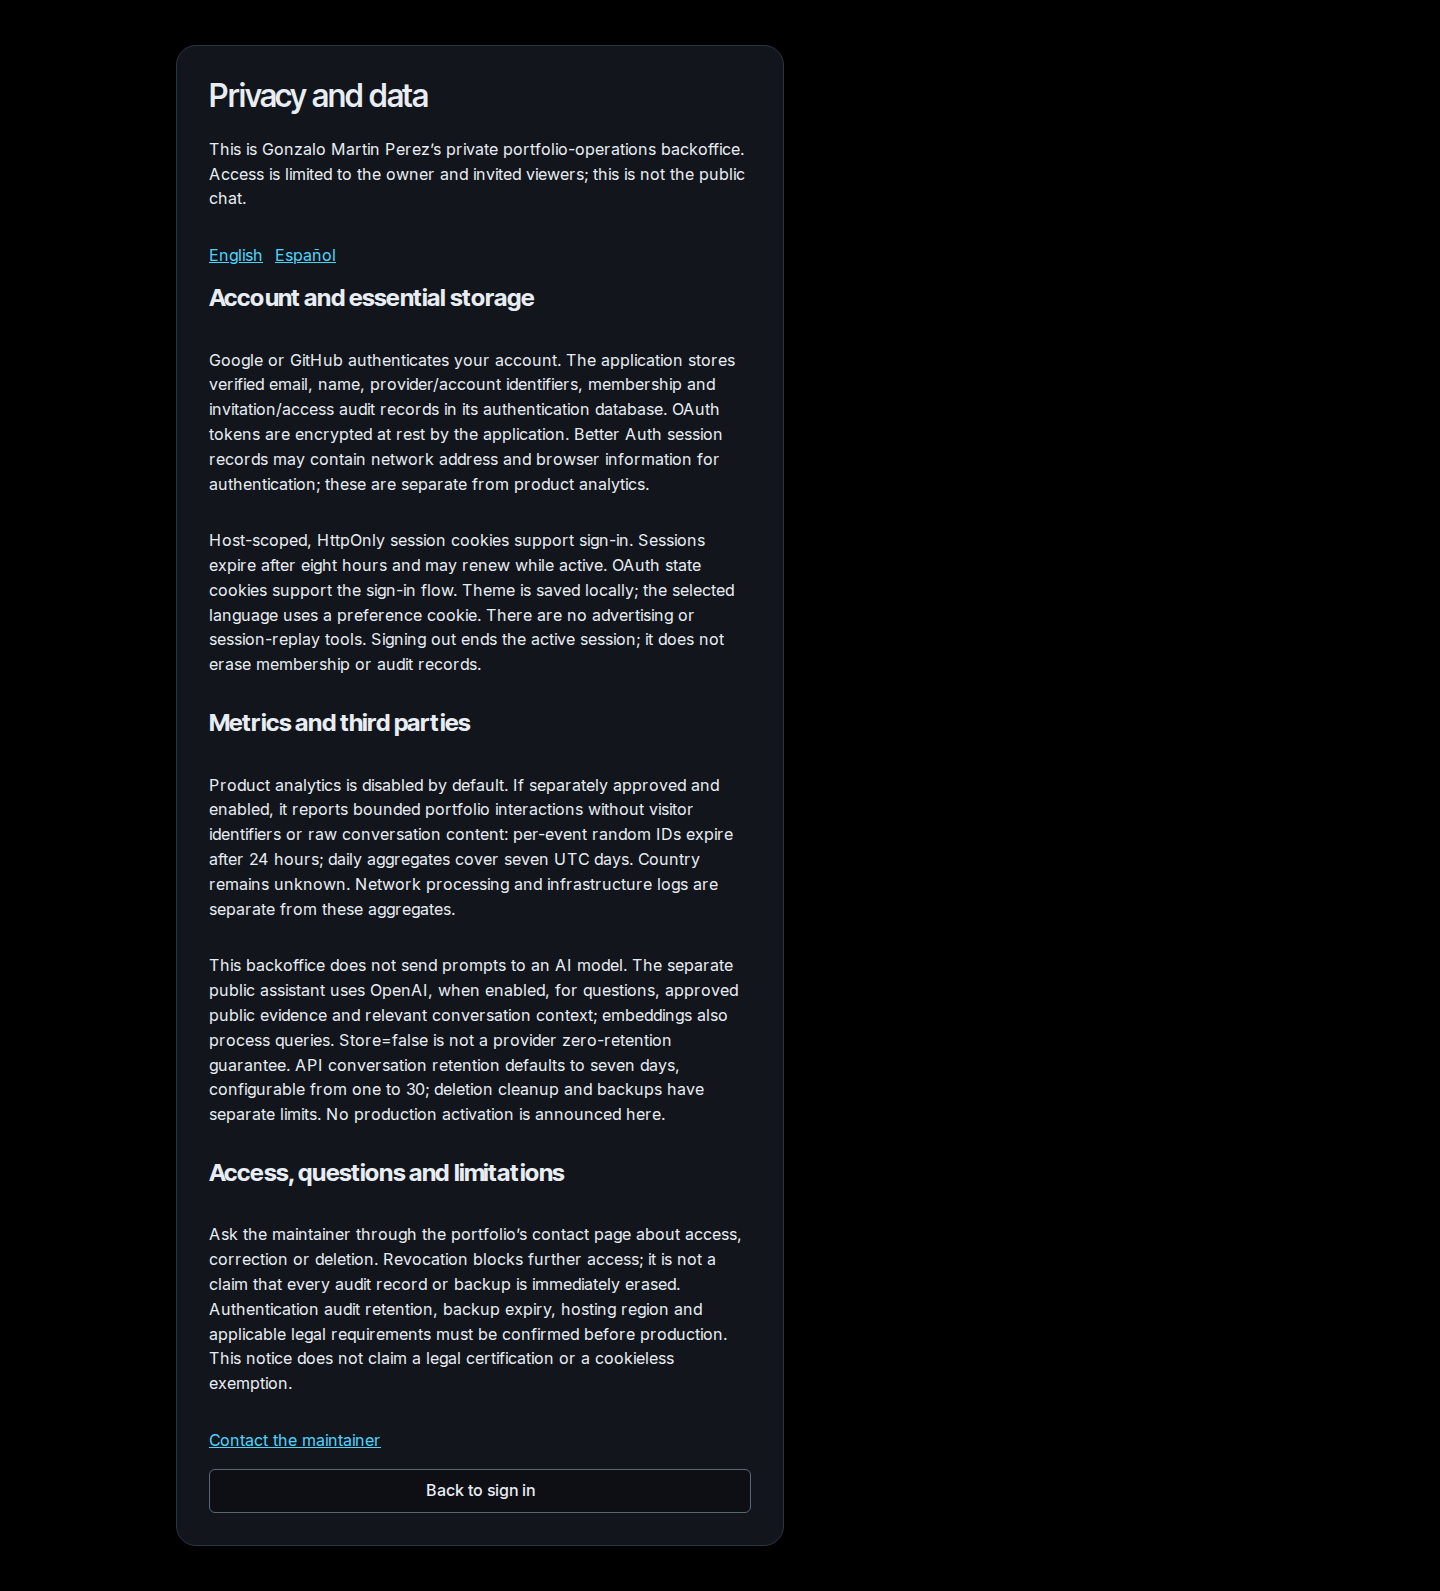 Privacy and data
This is Gonzalo Martin Perez’s private portfolio-operations backoffice.
Access is limited to the owner and invited viewers; this is not the public
chat.
English Español
Account and essential storage
Google or GitHub authenticates your account. The application stores
verified email, name, provider/account identifiers, membership and
invitation/access audit records in its authentication database. OAuth
tokens are encrypted at rest by the application. Better Auth session
records may contain network address and browser information for
authentication; these are separate from product analytics.
Host-scoped, HttpOnly session cookies support sign-in. Sessions
expire after eight hours and may renew while active. OAuth state
cookies support the sign-in flow. Theme is saved locally; the selected
language uses a preference cookie. There are no advertising or
session-replay tools. Signing out ends the active session; it does not
erase membership or audit records.
Metrics and third parties
Product analytics is disabled by default. If separately approved and
enabled, it reports bounded portfolio interactions without visitor
identifiers or raw conversation content: per-event random IDs expire
after 24 hours; daily aggregates cover seven UTC days. Country
remains unknown. Network processing and infrastructure logs are
separate from these aggregates.
This backoffice does not send prompts to an AI model. The separate
public assistant uses OpenAI, when enabled, for questions, approved
public evidence and relevant conversation context; embeddings also
process queries. Store=false is not a provider zero-retention
guarantee. API conversation retention defaults to seven days,
configurable from one to 30; deletion cleanup and backups have
separate limits. No production activation is announced here.
Access, questions and limitations
Ask the maintainer through the portfolio’s contact page about access,
correction or deletion. Revocation blocks further access; it is not a
claim that every audit record or backup is immediately erased.
Authentication audit retention, backup expiry, hosting region and
applicable legal requirements must be confirmed before production.
This notice does not claim a legal certification or a cookieless
exemption.
Contact the maintainer
Back to sign in